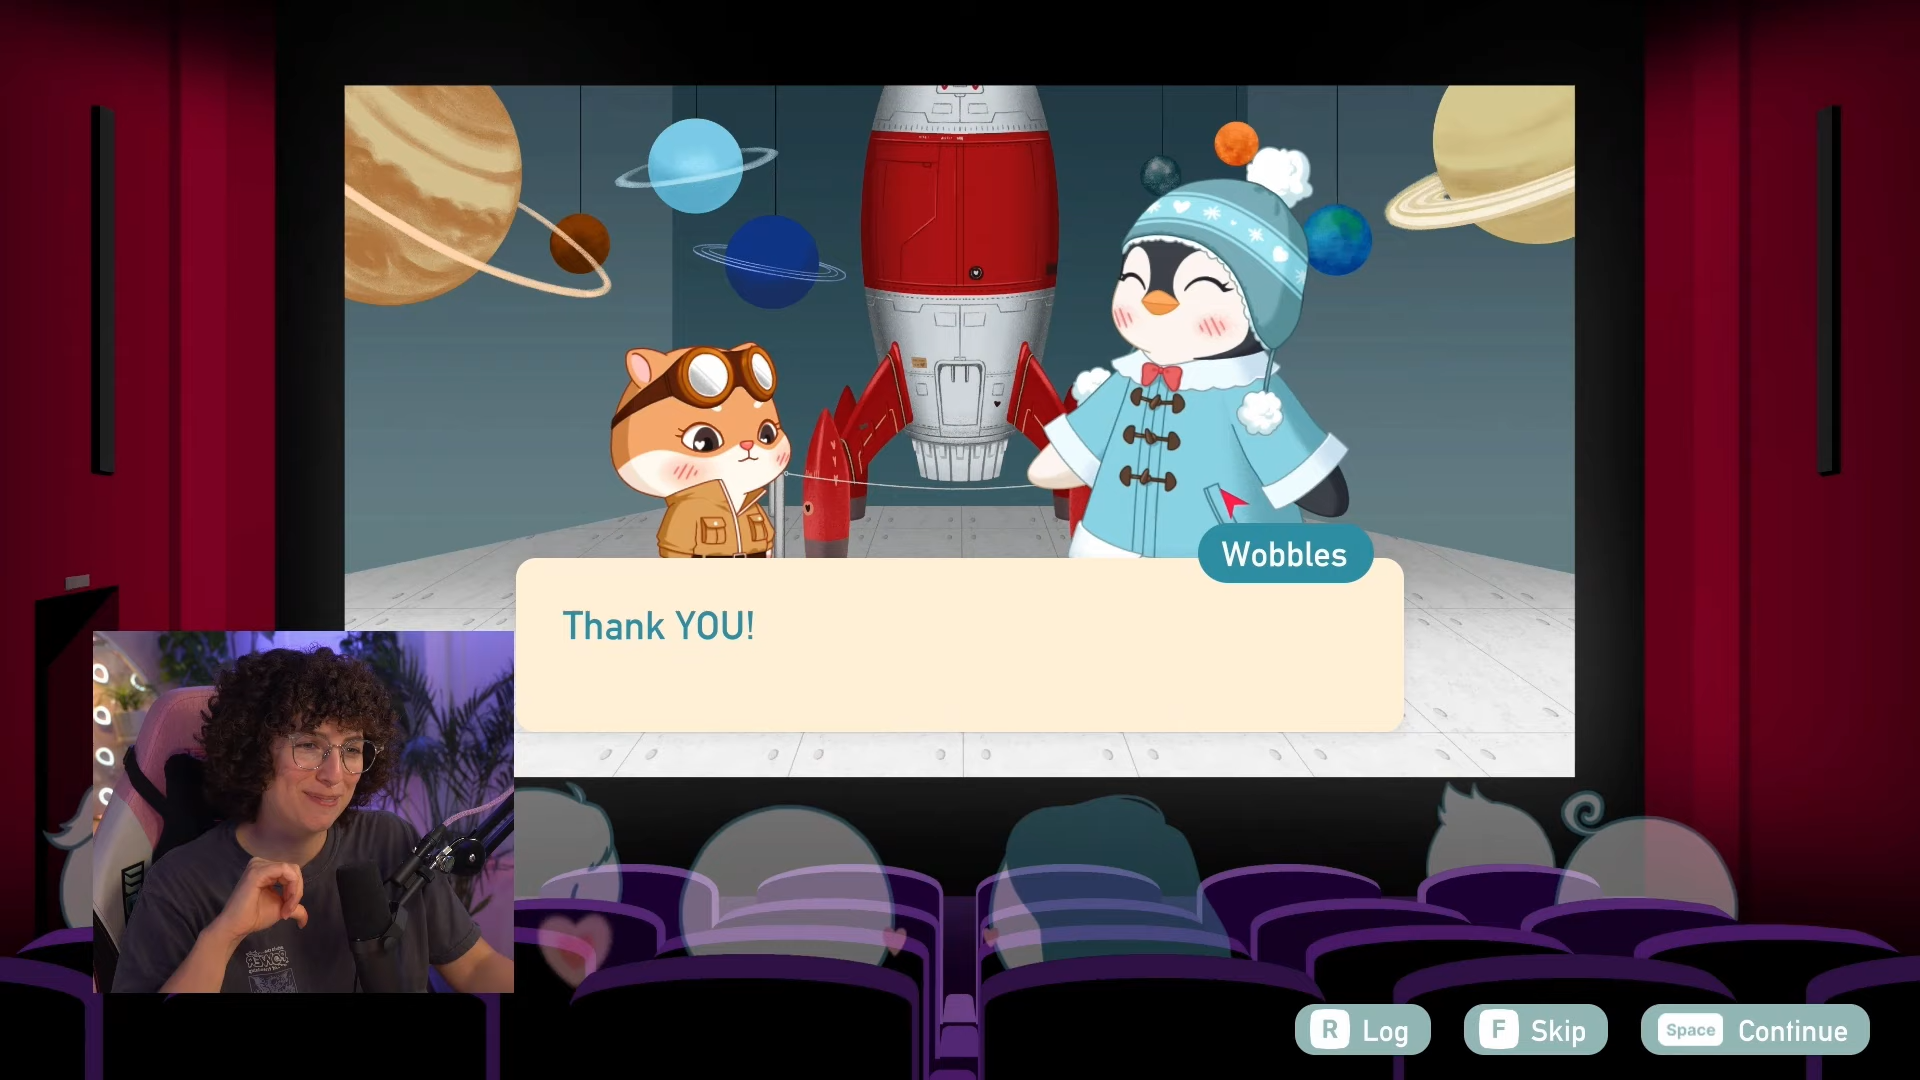 Wobbles
Thank YOU!
R Log
F Skip
Space Continue